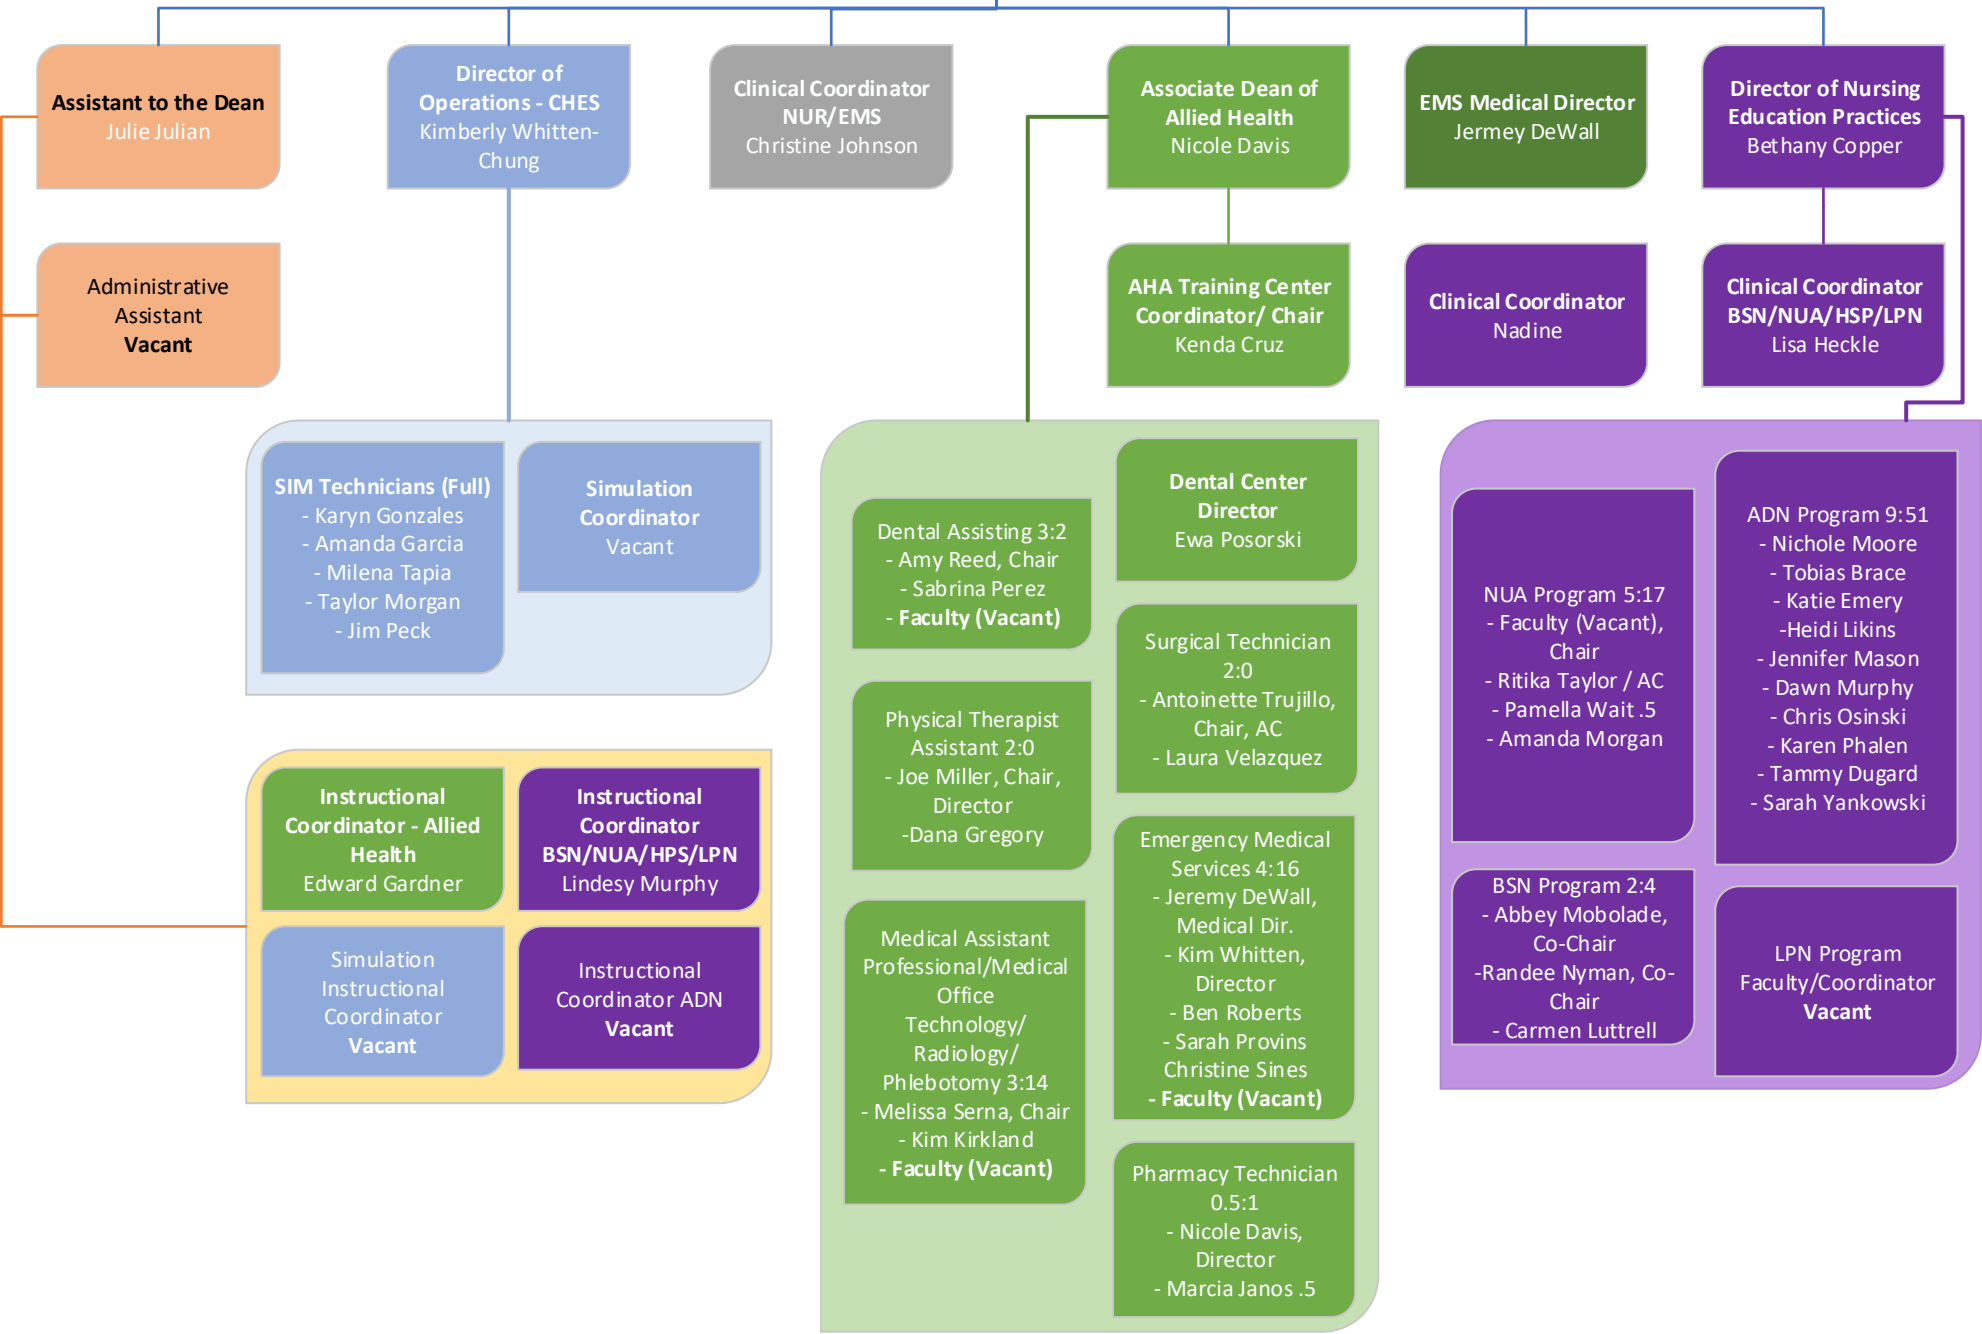 Assistant to the Dean
Julie Julian
Director of
Operations - CHES
Kimberly Whitten-
Chung
Clinical Coordinator
NUR/EMS
Christine Johnson
Associate Dean of
Allied Health
Nicole Davis
EMS Medical Director
Jermey DeWall
Director of Nursing
Education Practices
Bethany Copper
Administrative
Assistant
Vacant
AHA Training Center
Coordinator/ Chair
Kenda Cruz
Clinical Coordinator
Nadine
Clinical Coordinator
BSN/NUA/HSP/LPN
Lisa Heckle
SIM Technicians (Full)
- Karyn Gonzales
- Amanda Garcia
- Milena Tapia
- Taylor Morgan
- Jim Peck
Simulation
Coordinator
Vacant
Instructional
Coordinator - Allied
Health
Edward Gardner
Instructional
Coordinator
BSN/NUA/HPS/LPN
Lindesy Murphy
Simulation
Instructional
Coordinator
Vacant
Instructional
Coordinator ADN
Vacant
Dental Assisting 3:2
- Amy Reed, Chair
- Sabrina Perez
- Faculty (Vacant)
Physical Therapist
Assistant 2:0
- Joe Miller, Chair,
Director
-Dana Gregory
Medical Assistant
Professional/Medical
Office
Technology/
Radiology/
Phlebotomy 3:14
- Melissa Serna, Chair
- Kim Kirkland
- Faculty (Vacant)
Dental Center
Director
Ewa Posorski
Surgical Technician
2:0
- Antoinette Trujillo,
Chair, AC
- Laura Velazquez
Emergency Medical
Services 4:16
- Jeremy DeWall,
Medical Dir.
- Kim Whitten,
Director
- Ben Roberts
- Sarah Provins
Christine Sines
- Faculty (Vacant)
Pharmacy Technician
0.5:1
- Nicole Davis,
Director
- Marcia Janos .5
NUA Program 5:17
- Faculty (Vacant),
Chair
- Ritika Taylor / AC
- Pamella Wait .5
- Amanda Morgan
BSN Program 2:4
- Abbey Mobolade,
Co-Chair
-Randee Nyman, Co-
Chair
- Carmen Luttrell
ADN Program 9:51
- Nichole Moore
- Tobias Brace
- Katie Emery
-Heidi Likins
- Jennifer Mason
- Dawn Murphy
- Chris Osinski
- Karen Phalen
- Tammy Dugard
- Sarah Yankowski
LPN Program
Faculty/Coordinator
Vacant